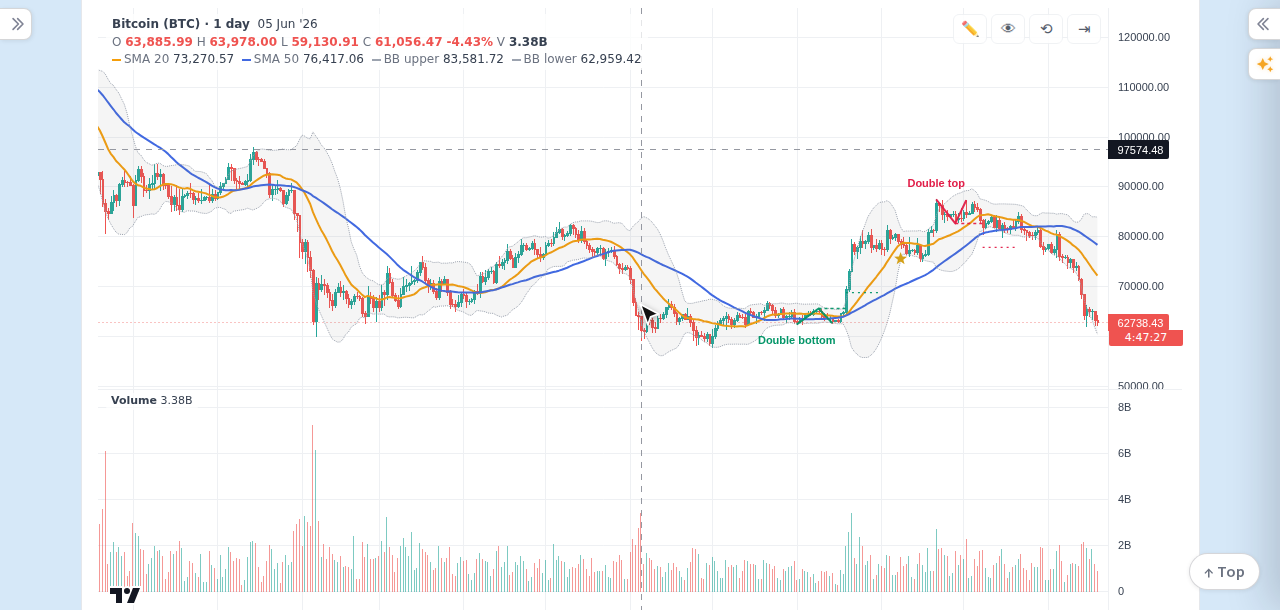 Bitcoin (BTC) · 1 day 05 Jun '26
O 63,885.99 H 63,978.00 L 59,130.91 C 61,056.47 -4.43% V 3.38B
SMA 20 73,270.57 SMA 50 76,417.06 BB upper 83,581.72 BB lower 62,959.42
120000.00
110000.00
100000.00
97574.48
90000.00
80000.00
70000.00
62738.43
4:47:27
50000.00
Double top
Double bottom
Volume 3.38B
8B
6B
4B
2B
0
↑ Top